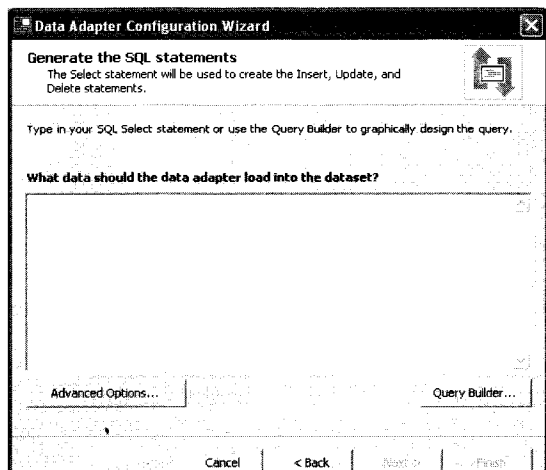 Data Adapter Configuration Wizard
Generate the SQL statements
The Select statement will be used to create the Insert, Update, and
Delete statements.
Type in your SQL Select statement or use the Query Builder to graphically design the query.
What data should the data adapter load into the dataset?
Advanced Options...
Query Builder...
Cancel
< Back
Next >
Finish